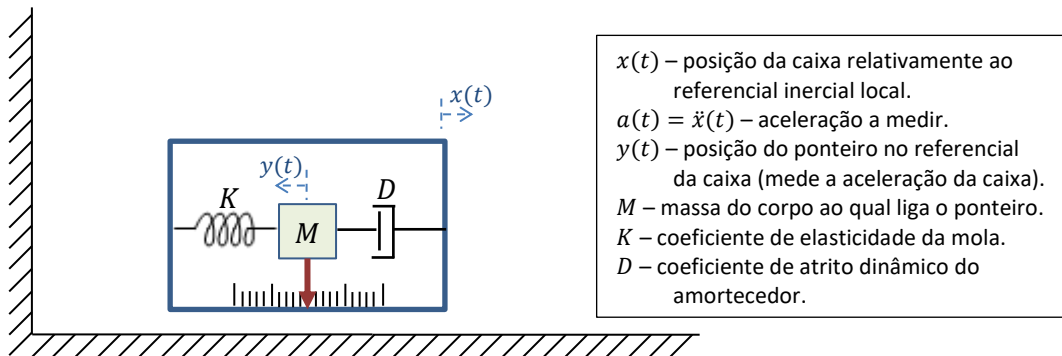 x(t)
y(t)
K
D
M
x(t) – posição da caixa relativamente ao
referencial inercial local.
a(t) = ẍ(t) – aceleração a medir.
y(t) – posição do ponteiro no referencial
da caixa (mede a aceleração da caixa).
M – massa do corpo ao qual liga o ponteiro.
K – coeficiente de elasticidade da mola.
D – coeficiente de atrito dinâmico do
amortecedor.